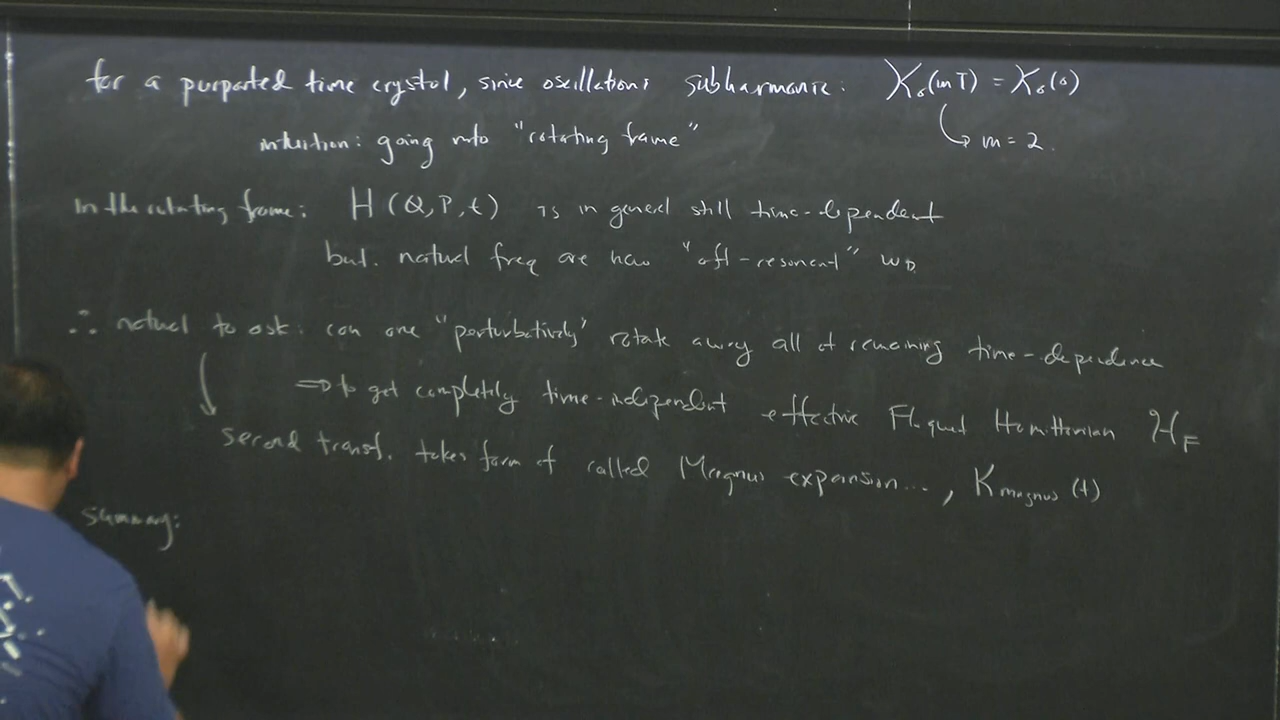 for a purported time crystal, since oscillations subharmonic: X₀(mT) = X₀(0)
↳ m = 2.
intuition: going into "rotating frame"
In the rotating frame: H(Q,P,t) is in general still time-dependent
but. natural freq are now "off-resonant" ω_D
∴ natural to ask: can one "perturbatively" rotate away all of remaining time-dependence
⇒ to get completely time-independent effective Floquet Hamiltonian H_F
second transf. takes form of called Magnus expansion..., K_magnus (t)
Summary: